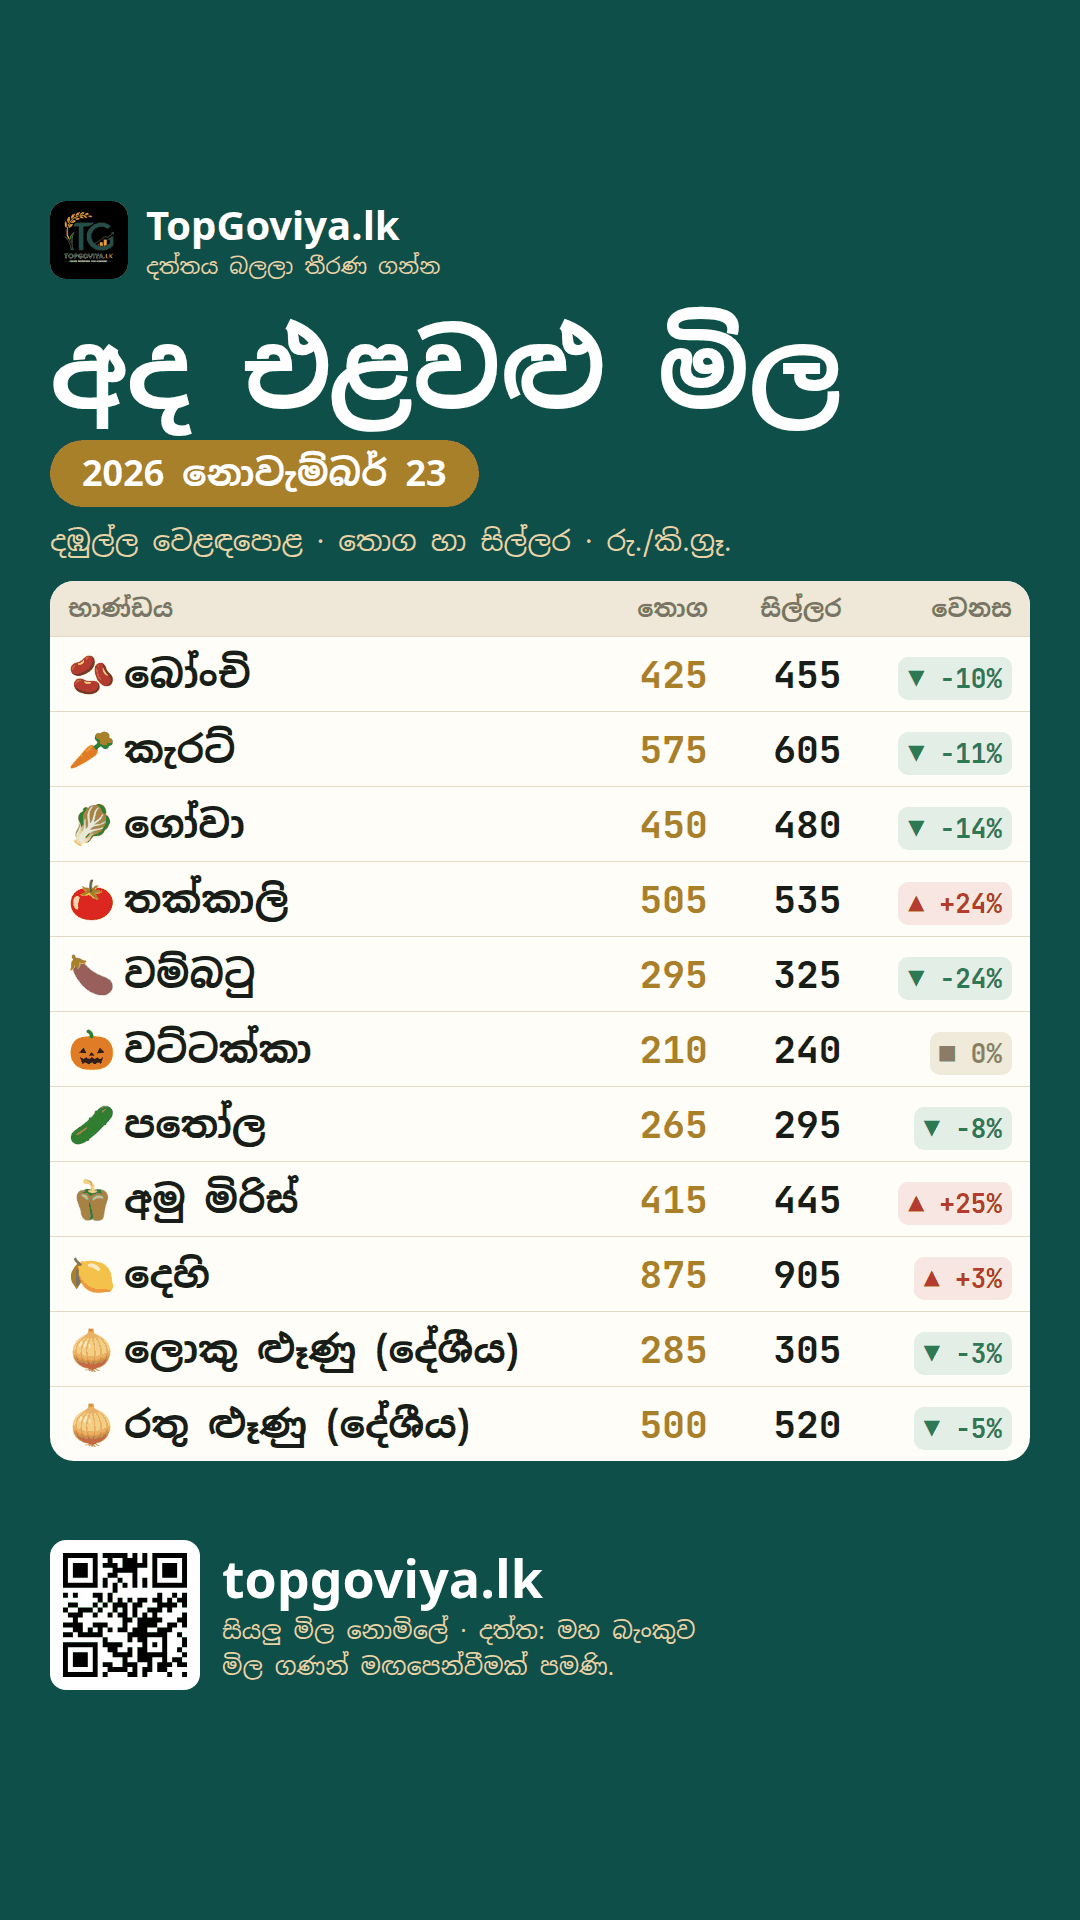 TopGoviya.lk
දත්තය බලලා තීරණ ගන්න
අද එළවළු මිල
2026 නොවැම්බර් 23
දඹුල්ල වෙළඳපොළ · තොග හා සිල්ලර · රු./කි.ග්‍රෑ.
භාණ්ඩය තොග සිල්ලර වෙනස
බෝංචි 425 455 ▼ -10%
කැරට් 575 605 ▼ -11%
ගෝවා 450 480 ▼ -14%
තක්කාලි 505 535 ▲ +24%
වම්බටු 295 325 ▼ -24%
වට්ටක්කා 210 240 ■ 0%
පතෝල 265 295 ▼ -8%
අමු මිරිස් 415 445 ▲ +25%
දෙහි 875 905 ▲ +3%
ලොකු ළූණු (දේශීය) 285 305 ▼ -3%
රතු ළූණු (දේශීය) 500 520 ▼ -5%
topgoviya.lk
සියලු මිල නොමිලේ · දත්ත: මහ බැංකුව
මිල ගණන් මඟපෙන්වීමක් පමණි.